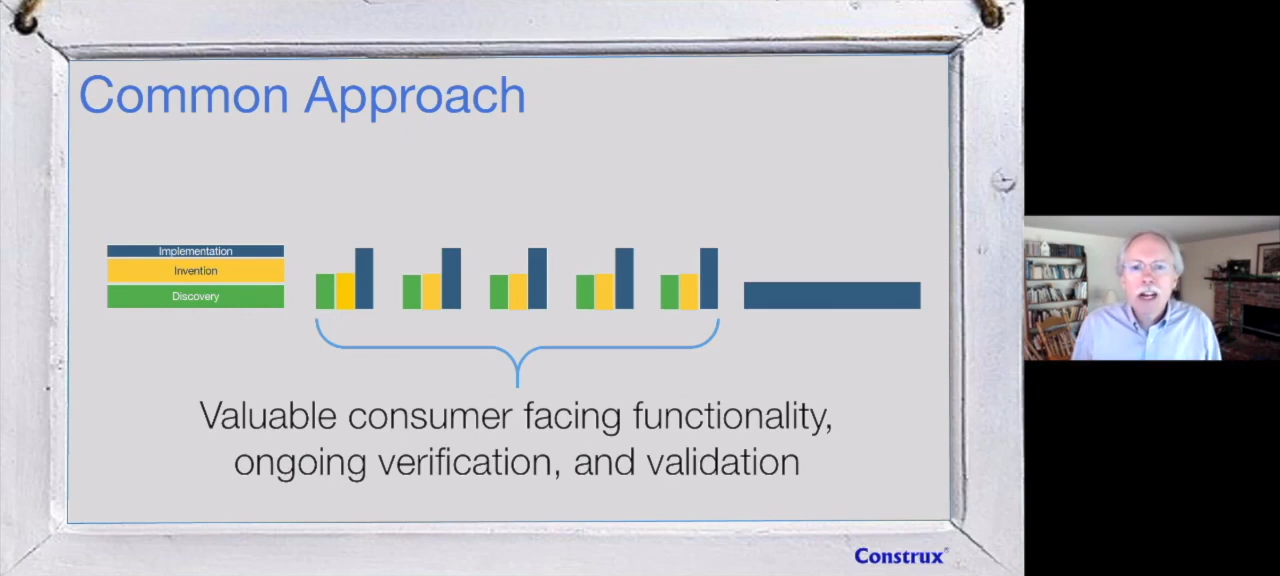 Common Approach
Implementation
Invention
Discovery
Valuable consumer facing functionality,
ongoing verification, and validation
Construx®